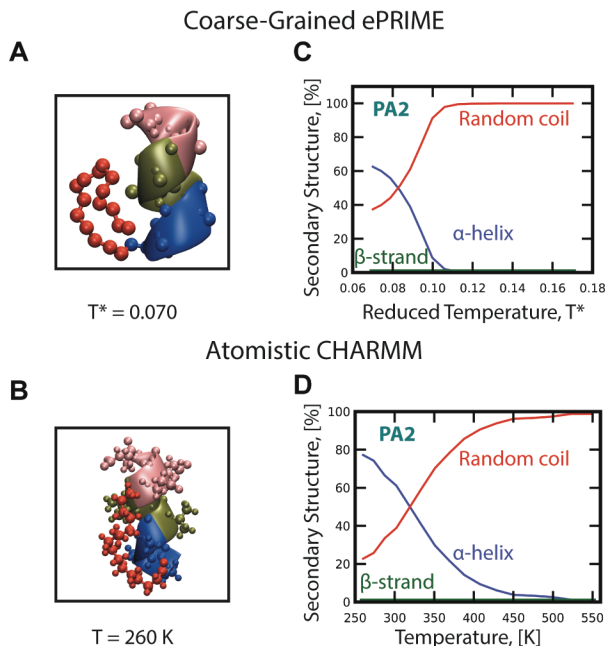 Coarse-Grained ePRIME
A
T* = 0.070
C
Secondary Structure, [%]
100
80
60
40
20
0
PA2
Random coil
α-helix
β-strand
0.06 0.08 0.10 0.12 0.14 0.16 0.18
Reduced Temperature, T*
Atomistic CHARMM
B
T = 260 K
D
Secondary Structure, [%]
100
80
60
40
20
0
PA2
Random coil
α-helix
β-strand
250 300 350 400 450 500 550
Temperature, [K]